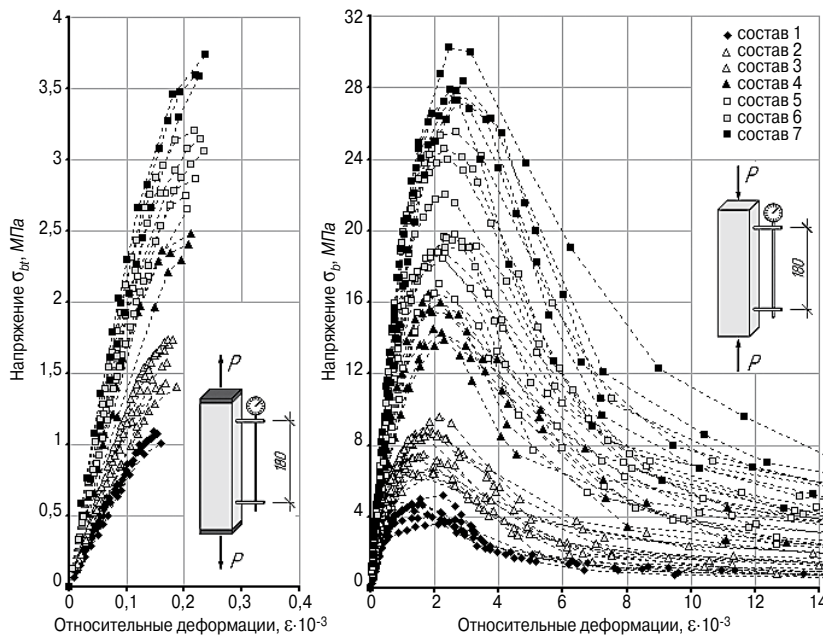 Напряжение σbt, МПа
4
3,5
3
2,5
2
1,5
1
0,5
0
0
0,1
0,2
0,3
0,4
Относительные деформации, ε·10⁻³
P
180
P
Напряжение σb, МПа
32
28
24
20
16
12
8
4
0
0
2
4
6
8
10
12
14
Относительные деформации, ε·10⁻³
состав 1
состав 2
состав 3
состав 4
состав 5
состав 6
состав 7
P
180
P